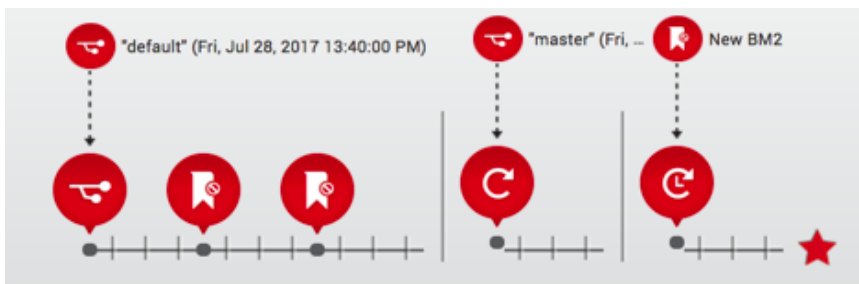 "default" (Fri, Jul 28, 2017 13:40:00 PM)
"master" (Fri, ...
New BM2